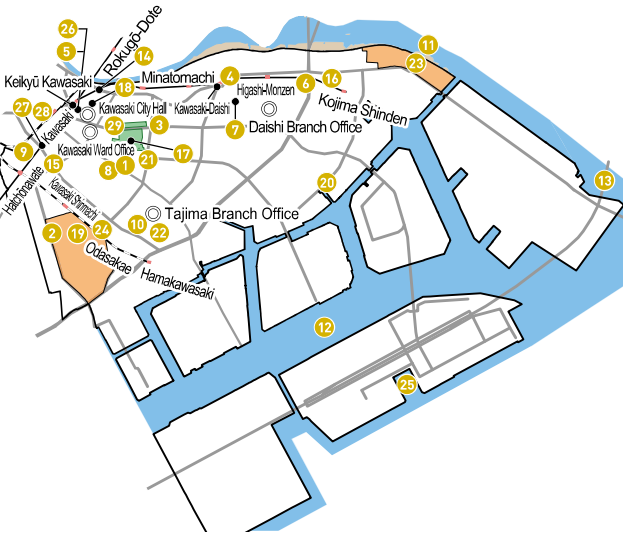 26
Rokugō-Dote
5
14
11
Keikyū Kawasaki
Minatomachi
4
23
16
18
Higashi-Monzen
6
Kojima Shinden
27
28
Kawasaki City Hall
Kawasaki-Daishi
Kawasaki
29
3
7
Daishi Branch Office
9
Kawasaki Ward Office
15
8
1
21
17
Hatchōnawate
Kawasaki Shimmachi
20
13
Tajima Branch Office
2
19
24
10
22
Odasakae
Hamakawasaki
12
25